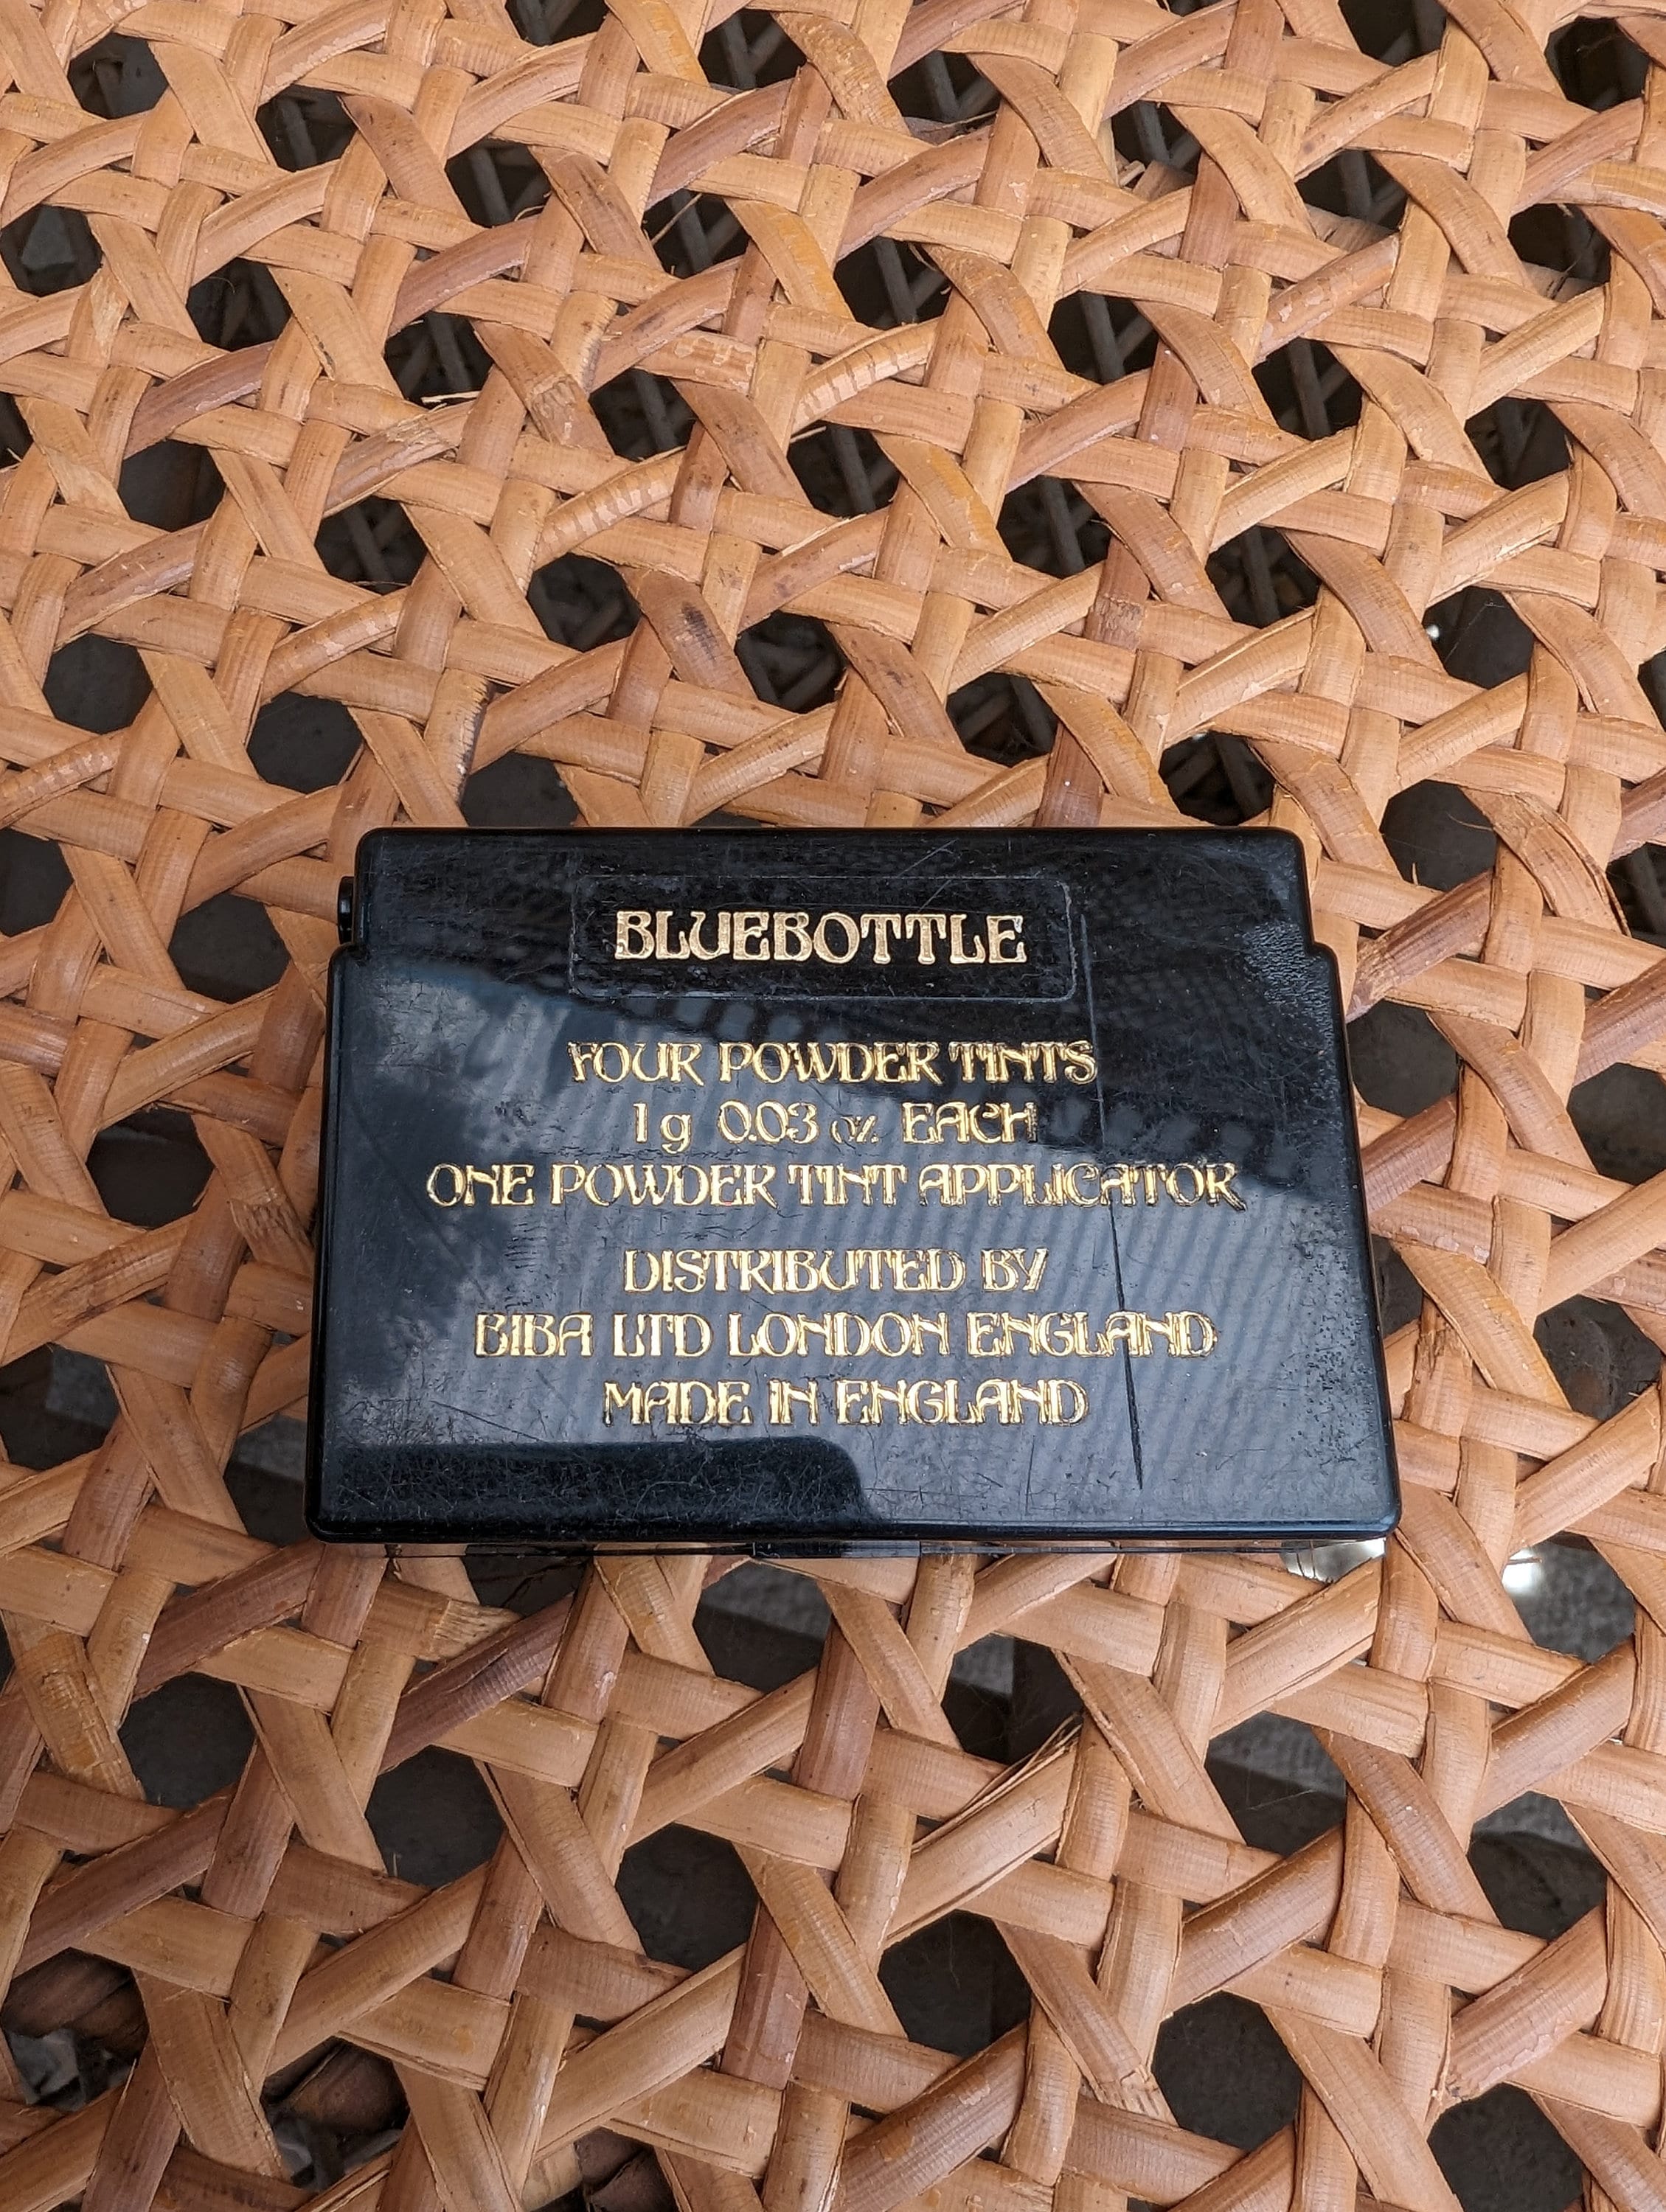 BLUEBOTTLE
FOUR POWDER TINTS
1g 0.03 oz. EACH
ONE POWDER TINT APPLICATOR
DISTRIBUTED BY
BIBA LTD LONDON ENGLAND
MADE IN ENGLAND